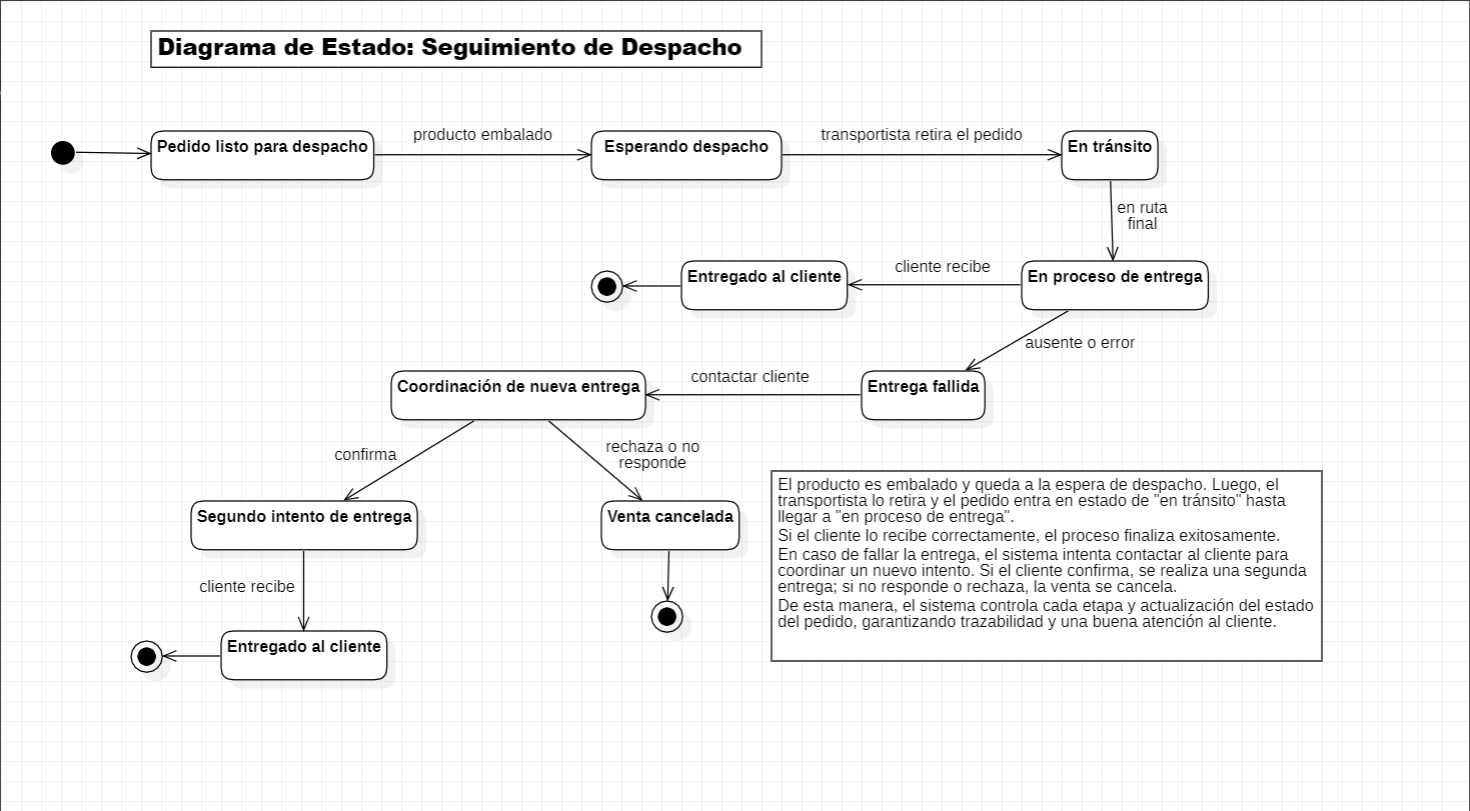 Diagrama de Estado: Seguimiento de Despacho
Pedido listo para despacho
producto embalado
Esperando despacho
transportista retira el pedido
En tránsito
en ruta
final
Entregado al cliente
cliente recibe
En proceso de entrega
ausente o error
Coordinación de nueva entrega
contactar cliente
Entrega fallida
confirma
rechaza o no
responde
Segundo intento de entrega
Venta cancelada
cliente recibe
Entregado al cliente
El producto es embalado y queda a la espera de despacho. Luego, el
transportista lo retira y el pedido entra en estado de "en tránsito" hasta
llegar a "en proceso de entrega".
Si el cliente lo recibe correctamente, el proceso finaliza exitosamente.
En caso de fallar la entrega, el sistema intenta contactar al cliente para
coordinar un nuevo intento. Si el cliente confirma, se realiza una segunda
entrega; si no responde o rechaza, la venta se cancela.
De esta manera, el sistema controla cada etapa y actualización del estado
del pedido, garantizando trazabilidad y una buena atención al cliente.